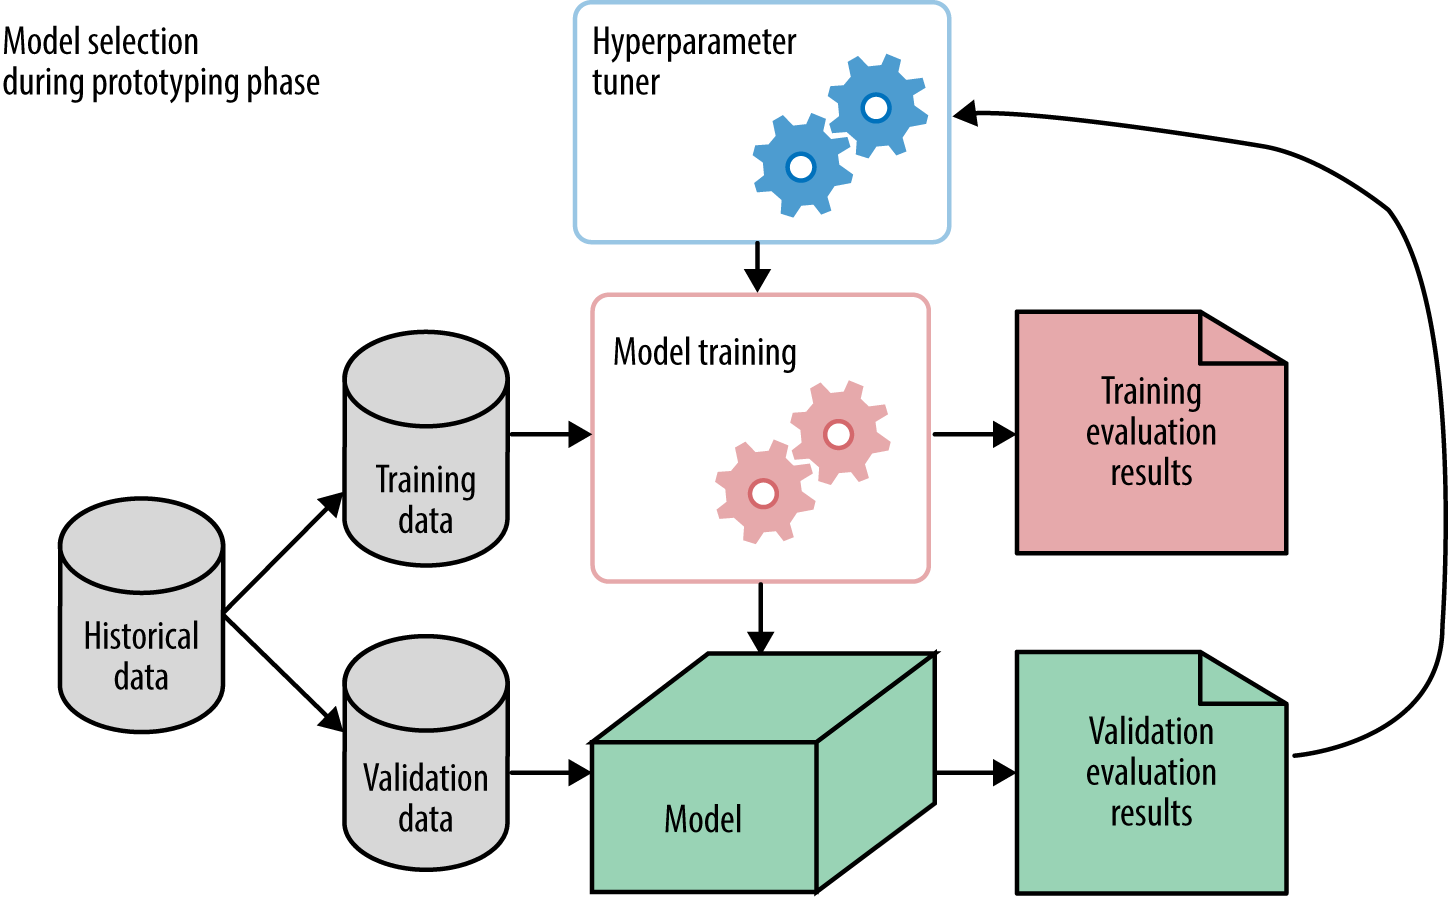 Model selection
during prototyping phase
Hyperparameter
tuner
Model training
Training
evaluation
results
Training
data
Historical
data
Validation
data
Model
Validation
evaluation
results